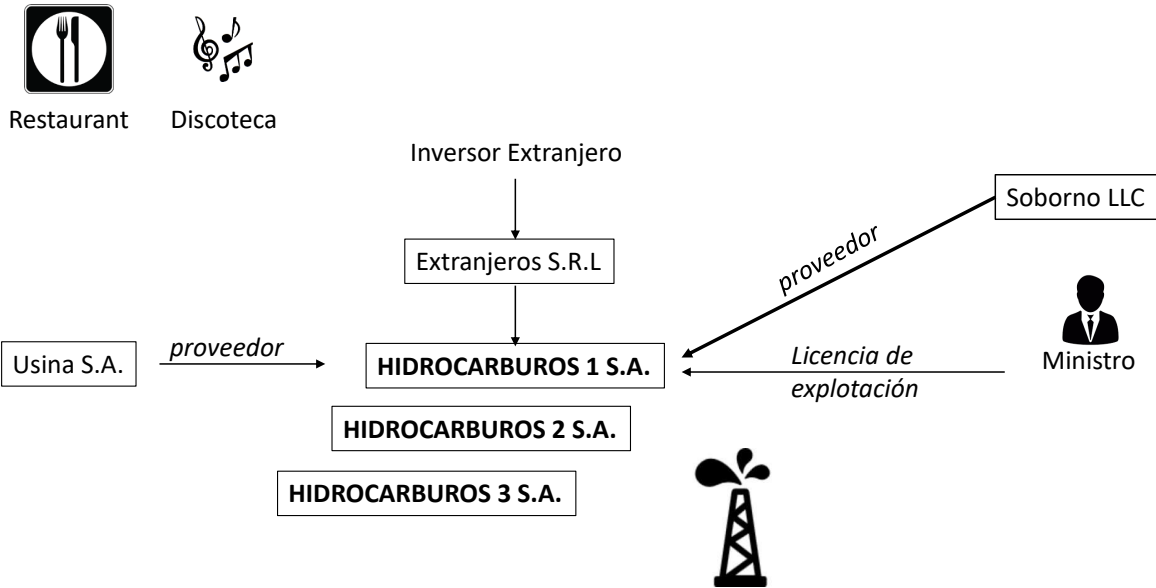 Restaurant
Discoteca
Inversor Extranjero
Soborno LLC
proveedor
Extranjeros S.R.L
Ministro
Usina S.A.
proveedor
HIDROCARBUROS 1 S.A.
Licencia de
explotación
HIDROCARBUROS 2 S.A.
HIDROCARBUROS 3 S.A.